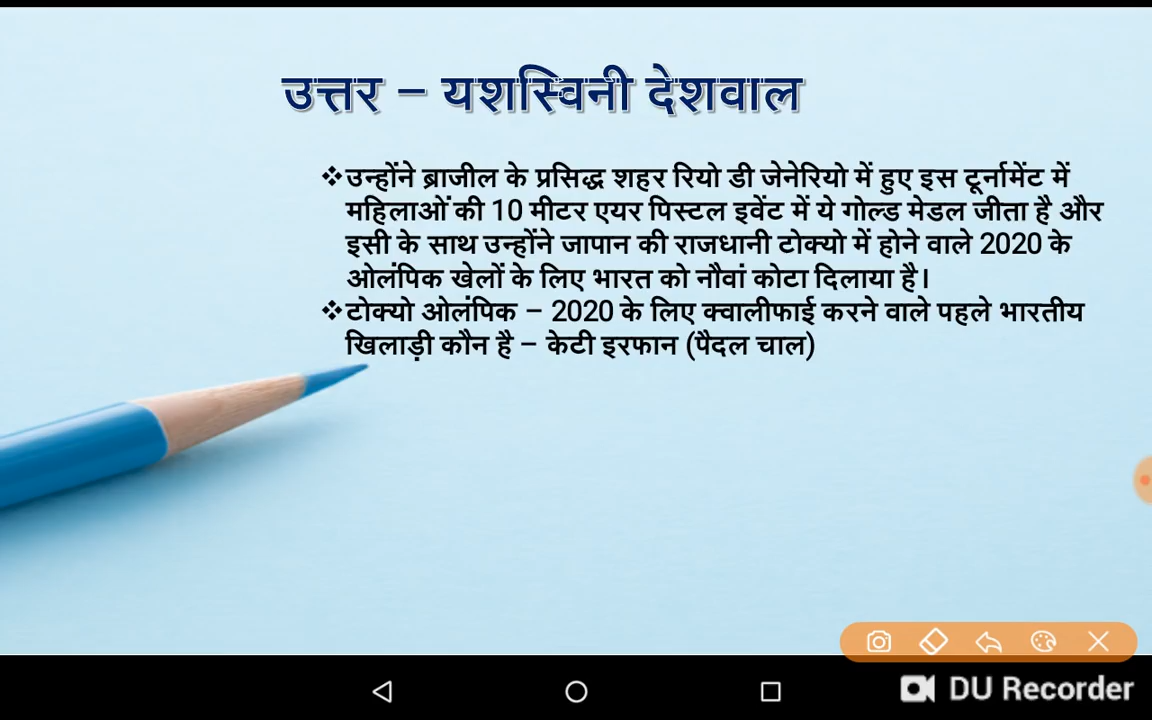 उत्तर – यशस्विनी देशवाल
❖उन्होंने ब्राजील के प्रसिद्ध शहर रियो डी जेनेरियो में हुए इस टूर्नामेंट में
महिलाओं की 10 मीटर एयर पिस्टल इवेंट में ये गोल्ड मेडल जीता है और
इसी के साथ उन्होंने जापान की राजधानी टोक्यो में होने वाले 2020 के
ओलंपिक खेलों के लिए भारत को नौवां कोटा दिलाया है।
❖टोक्यो ओलंपिक – 2020 के लिए क्वालीफाई करने वाले पहले भारतीय
खिलाड़ी कौन है – केटी इरफान (पैदल चाल)
DU Recorder